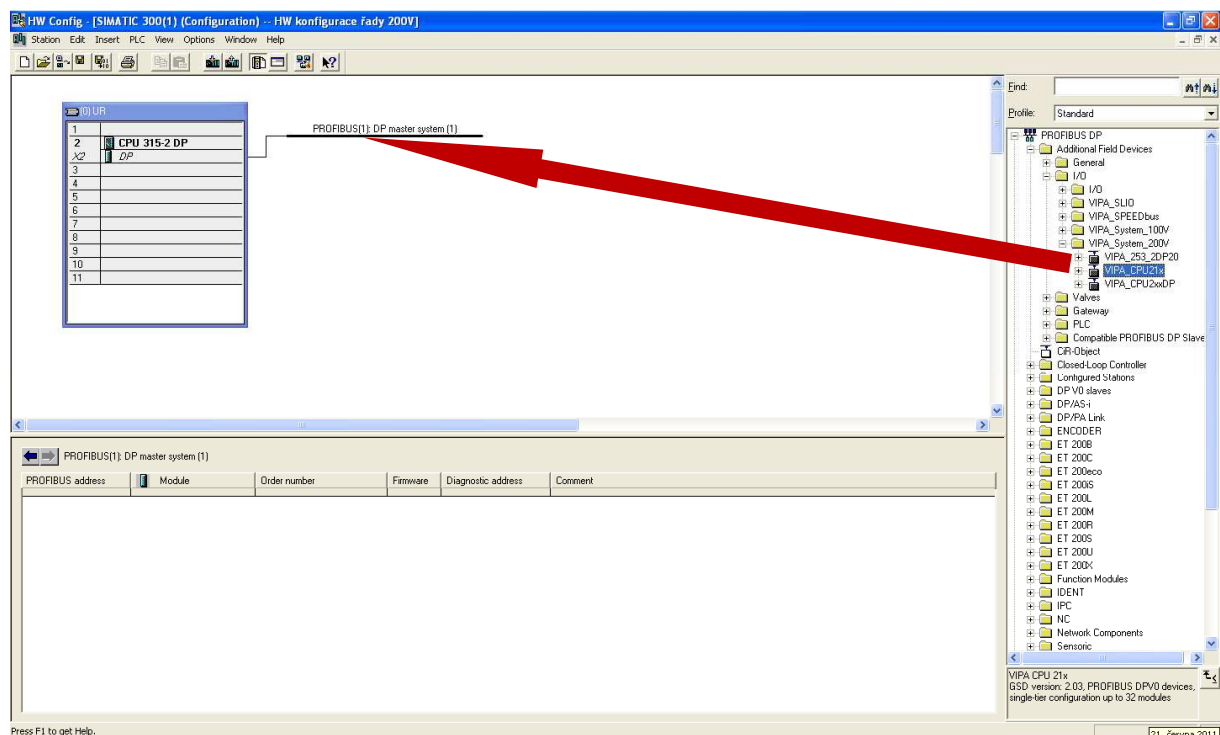 HW Config - [SIMATIC 300(1) (Configuration) -- HW konfigurace řady 200V]
Station Edit Insert PLC View Options Window Help
(0) UR
1
2 CPU 315-2 DP
X2 DP
3
4
5
6
7
8
9
10
11
PROFIBUS(1): DP master system (1)
Find:
Profile: Standard
PROFIBUS DP
Additional Field Devices
General
I/O
I/O
VIPA_SLIO
VIPA_SPEEDbus
VIPA_System_100V
VIPA_System_200V
VIPA_253_2DP20
VIPA_CPU21x
VIPA_CPU2xxDP
Valves
Gateway
PLC
Compatible PROFIBUS DP Slave
CiR-Object
Closed-Loop Controller
Configured Stations
DP V0 slaves
DP/AS-i
DP/PA Link
ENCODER
ET 200B
ET 200C
ET 200eco
ET 200iS
ET 200L
ET 200M
ET 200R
ET 200S
ET 200U
ET 200X
Function Modules
IDENT
IPC
NC
Network Components
Sensoric
VIPA CPU 21x
GSD version: 2.03, PROFIBUS DPV0 devices,
single-tier configuration up to 32 modules
PROFIBUS(1): DP master system (1)
PROFIBUS address Module Order number Firmware Diagnostic address Comment
Press F1 to get Help.
21. června 2011